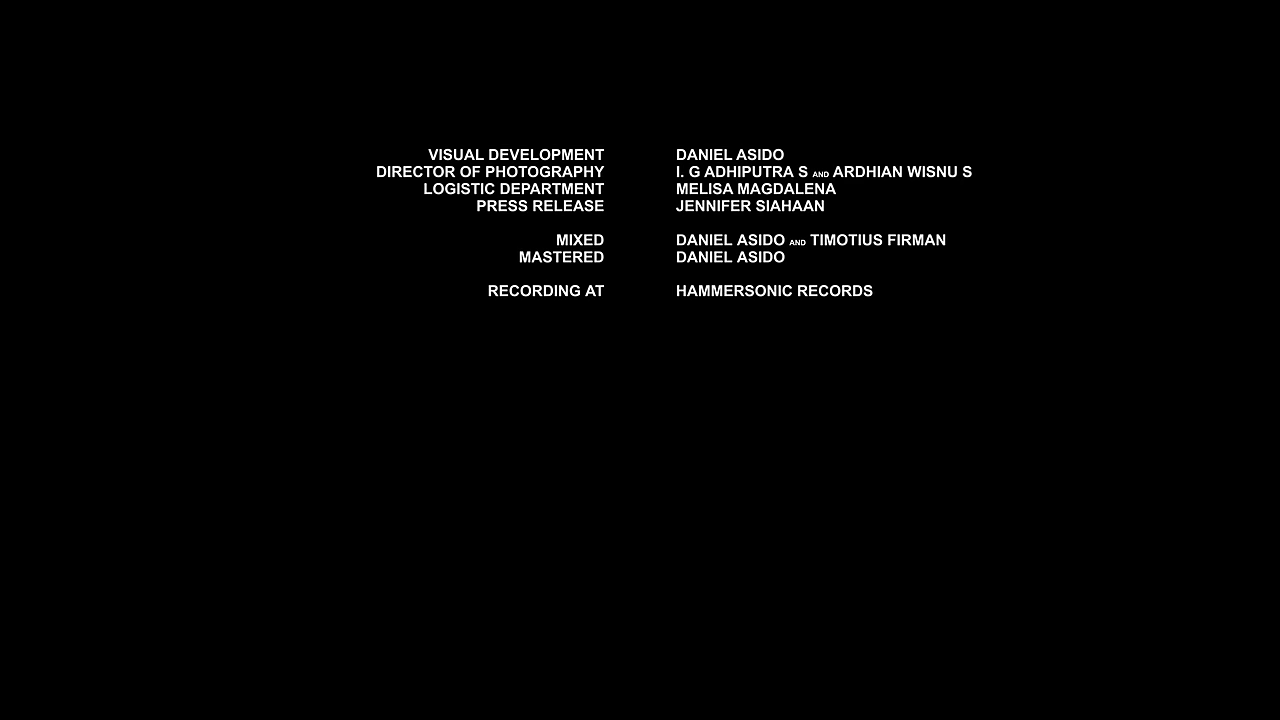 VISUAL DEVELOPMENT DANIEL ASIDO
DIRECTOR OF PHOTOGRAPHY I. G ADHIPUTRA S AND ARDHIAN WISNU S
LOGISTIC DEPARTMENT MELISA MAGDALENA
PRESS RELEASE JENNIFER SIAHAAN
MIXED DANIEL ASIDO AND TIMOTIUS FIRMAN
MASTERED DANIEL ASIDO
RECORDING AT HAMMERSONIC RECORDS